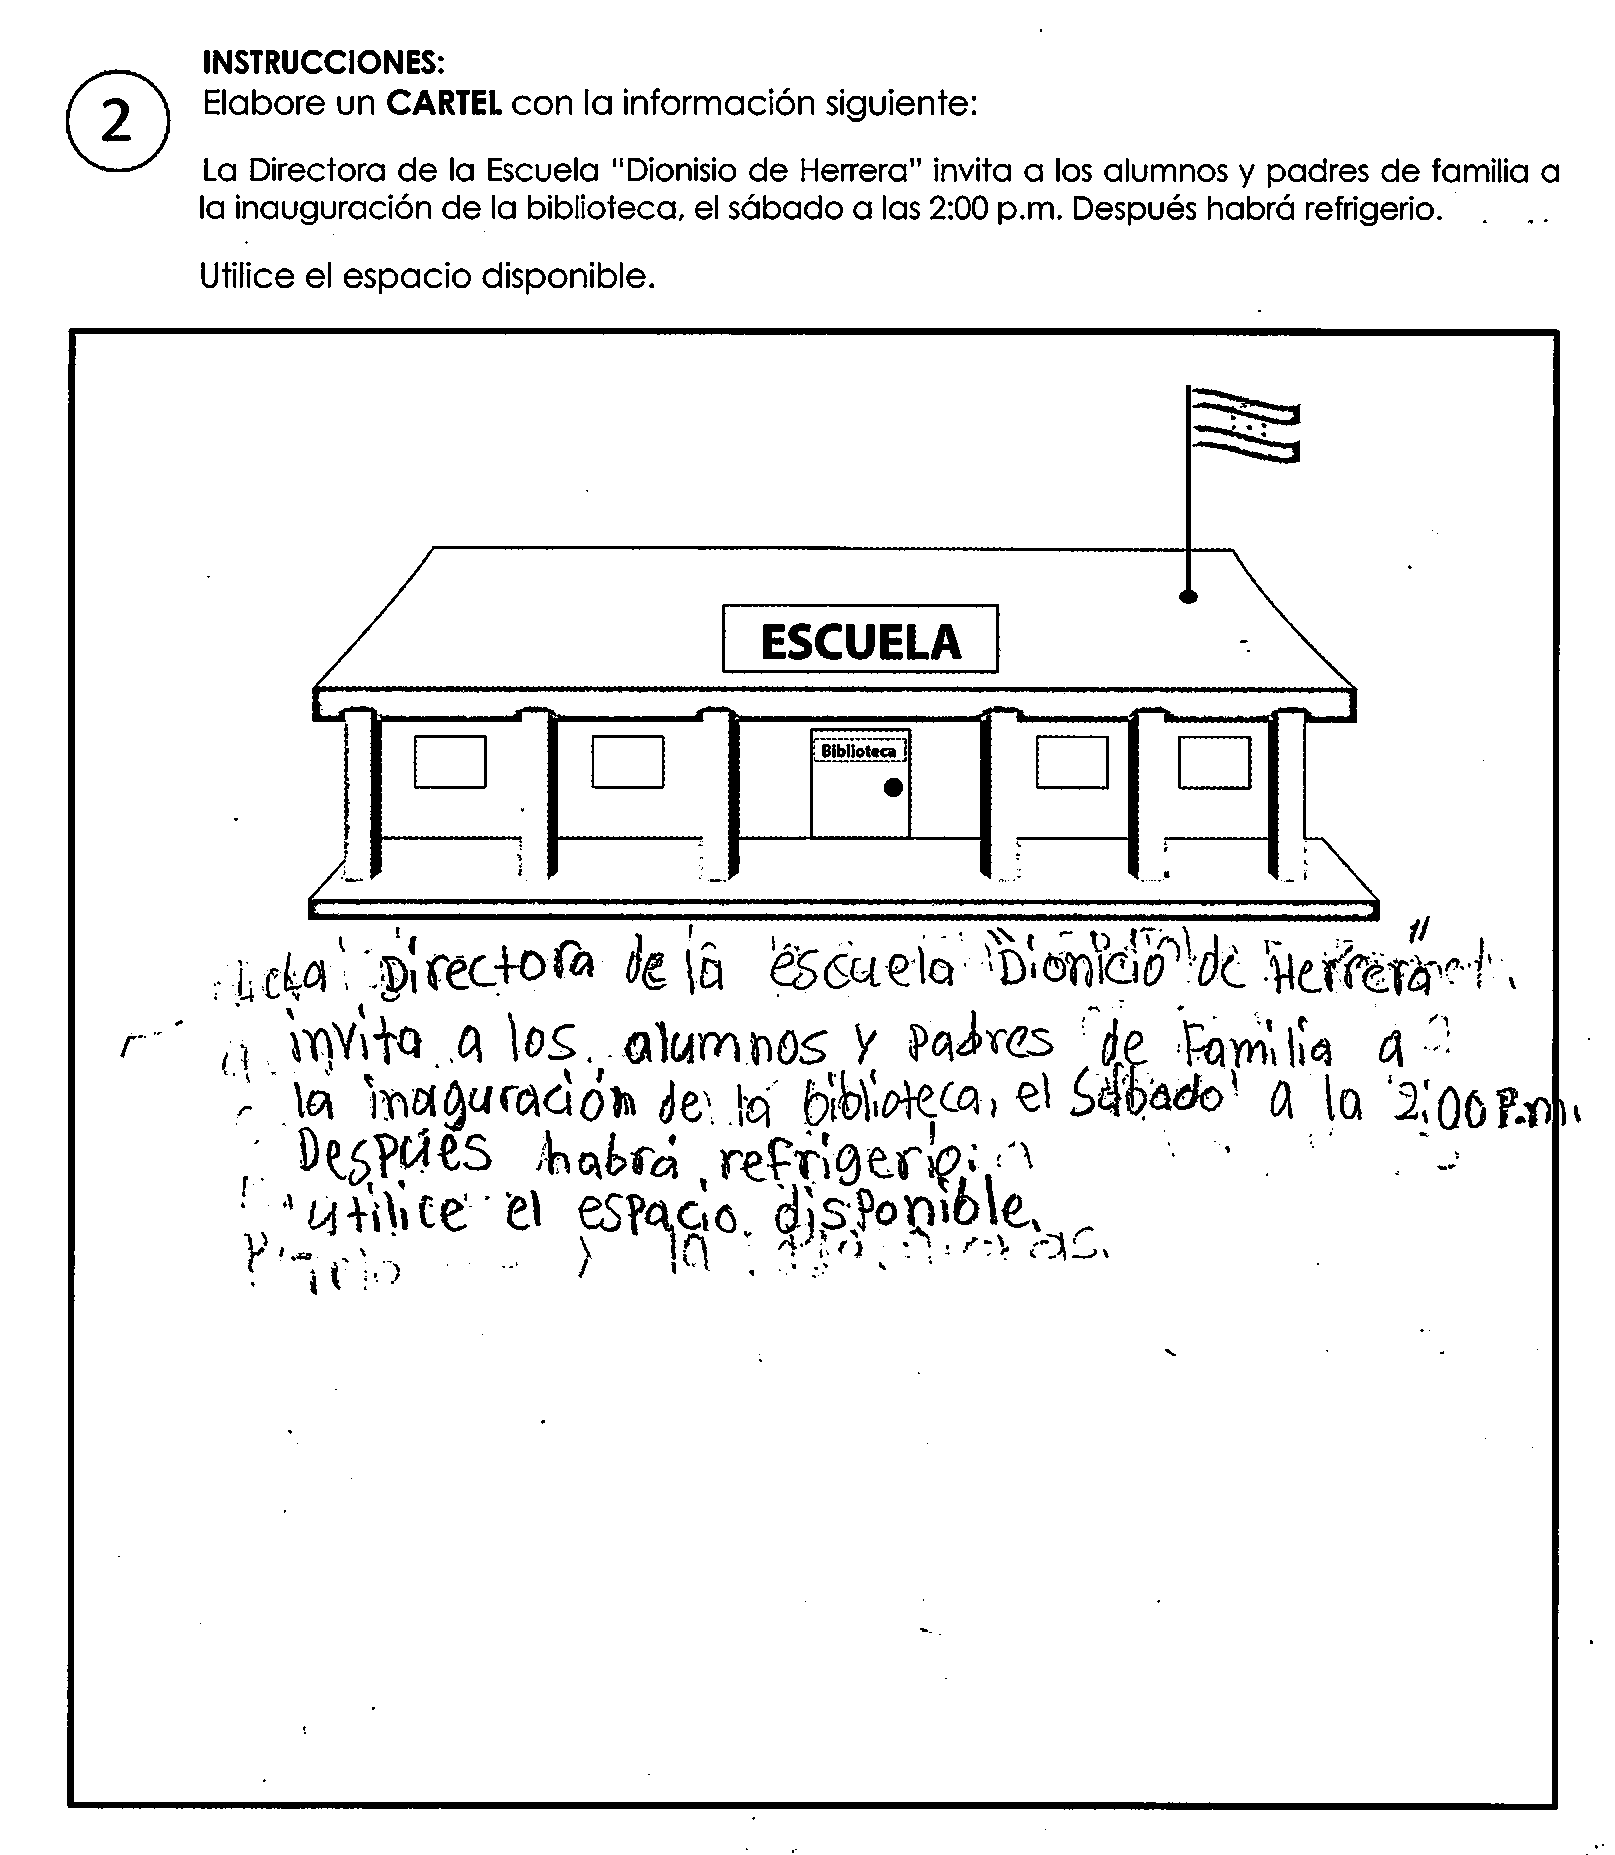 INSTRUCCIONES:
2
Elabore un CARTEL con la información siguiente:
La Directora de la Escuela "Dionisio de Herrera" invita a los alumnos y padres de familia a
la inauguración de la biblioteca, el sábado a las 2:00 p.m. Después habrá refrigerio.
Utilice el espacio disponible.
ESCUELA
Biblioteca
La Directora de la escuela "Dionicio de Herrera"
invita a los alumnos y padres de Familia a
la inaguración de la biblioteca, el Sábado a la 2:00 P.m.
Después habrá refrigerio.
utilice el espacio disponible.